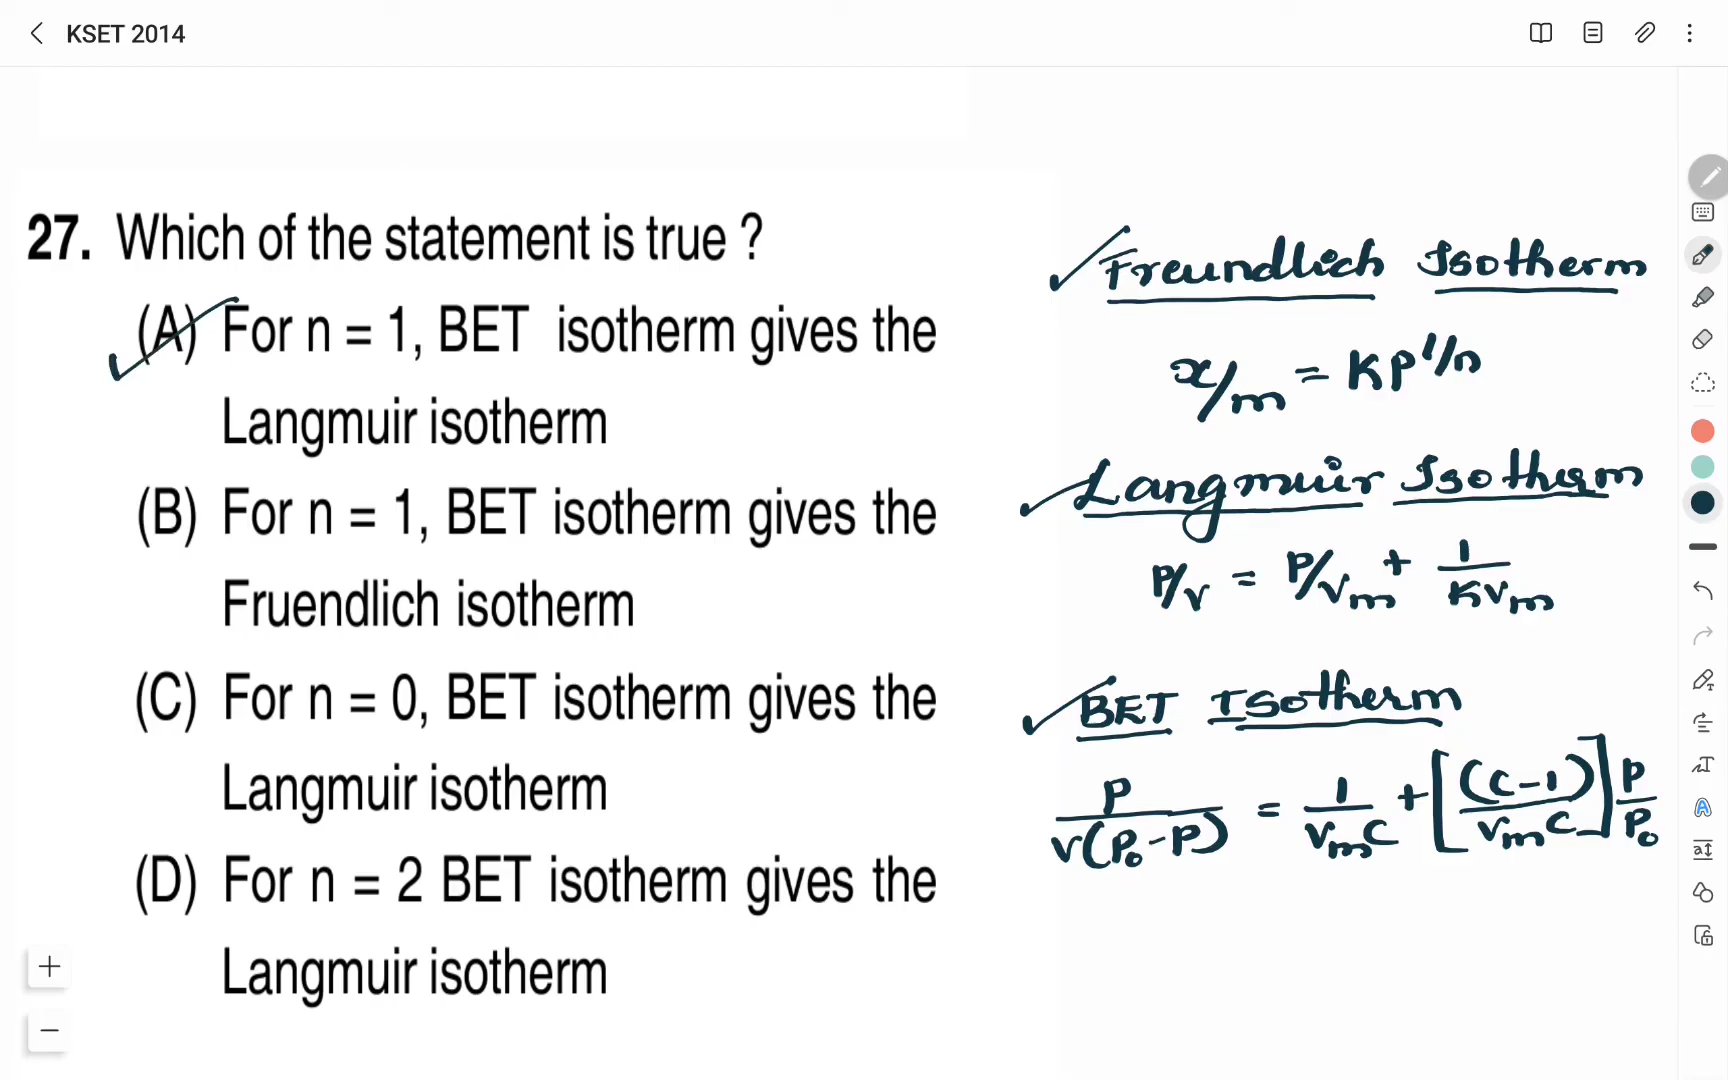 KSET 2014
27. Which of the statement is true ?
(A) For n = 1, BET isotherm gives the
Langmuir isotherm
(B) For n = 1, BET isotherm gives the
Fruendlich isotherm
(C) For n = 0, BET isotherm gives the
Langmuir isotherm
(D) For n = 2 BET isotherm gives the
Langmuir isotherm
Freundlich Isotherm
x/m = KP^1/n
Langmuir Isotherm
P/V = P/Vm + 1/KVm
BET Isotherm
P/V(P₀-P) = 1/VmC + [(C-1)/VmC] P/P₀